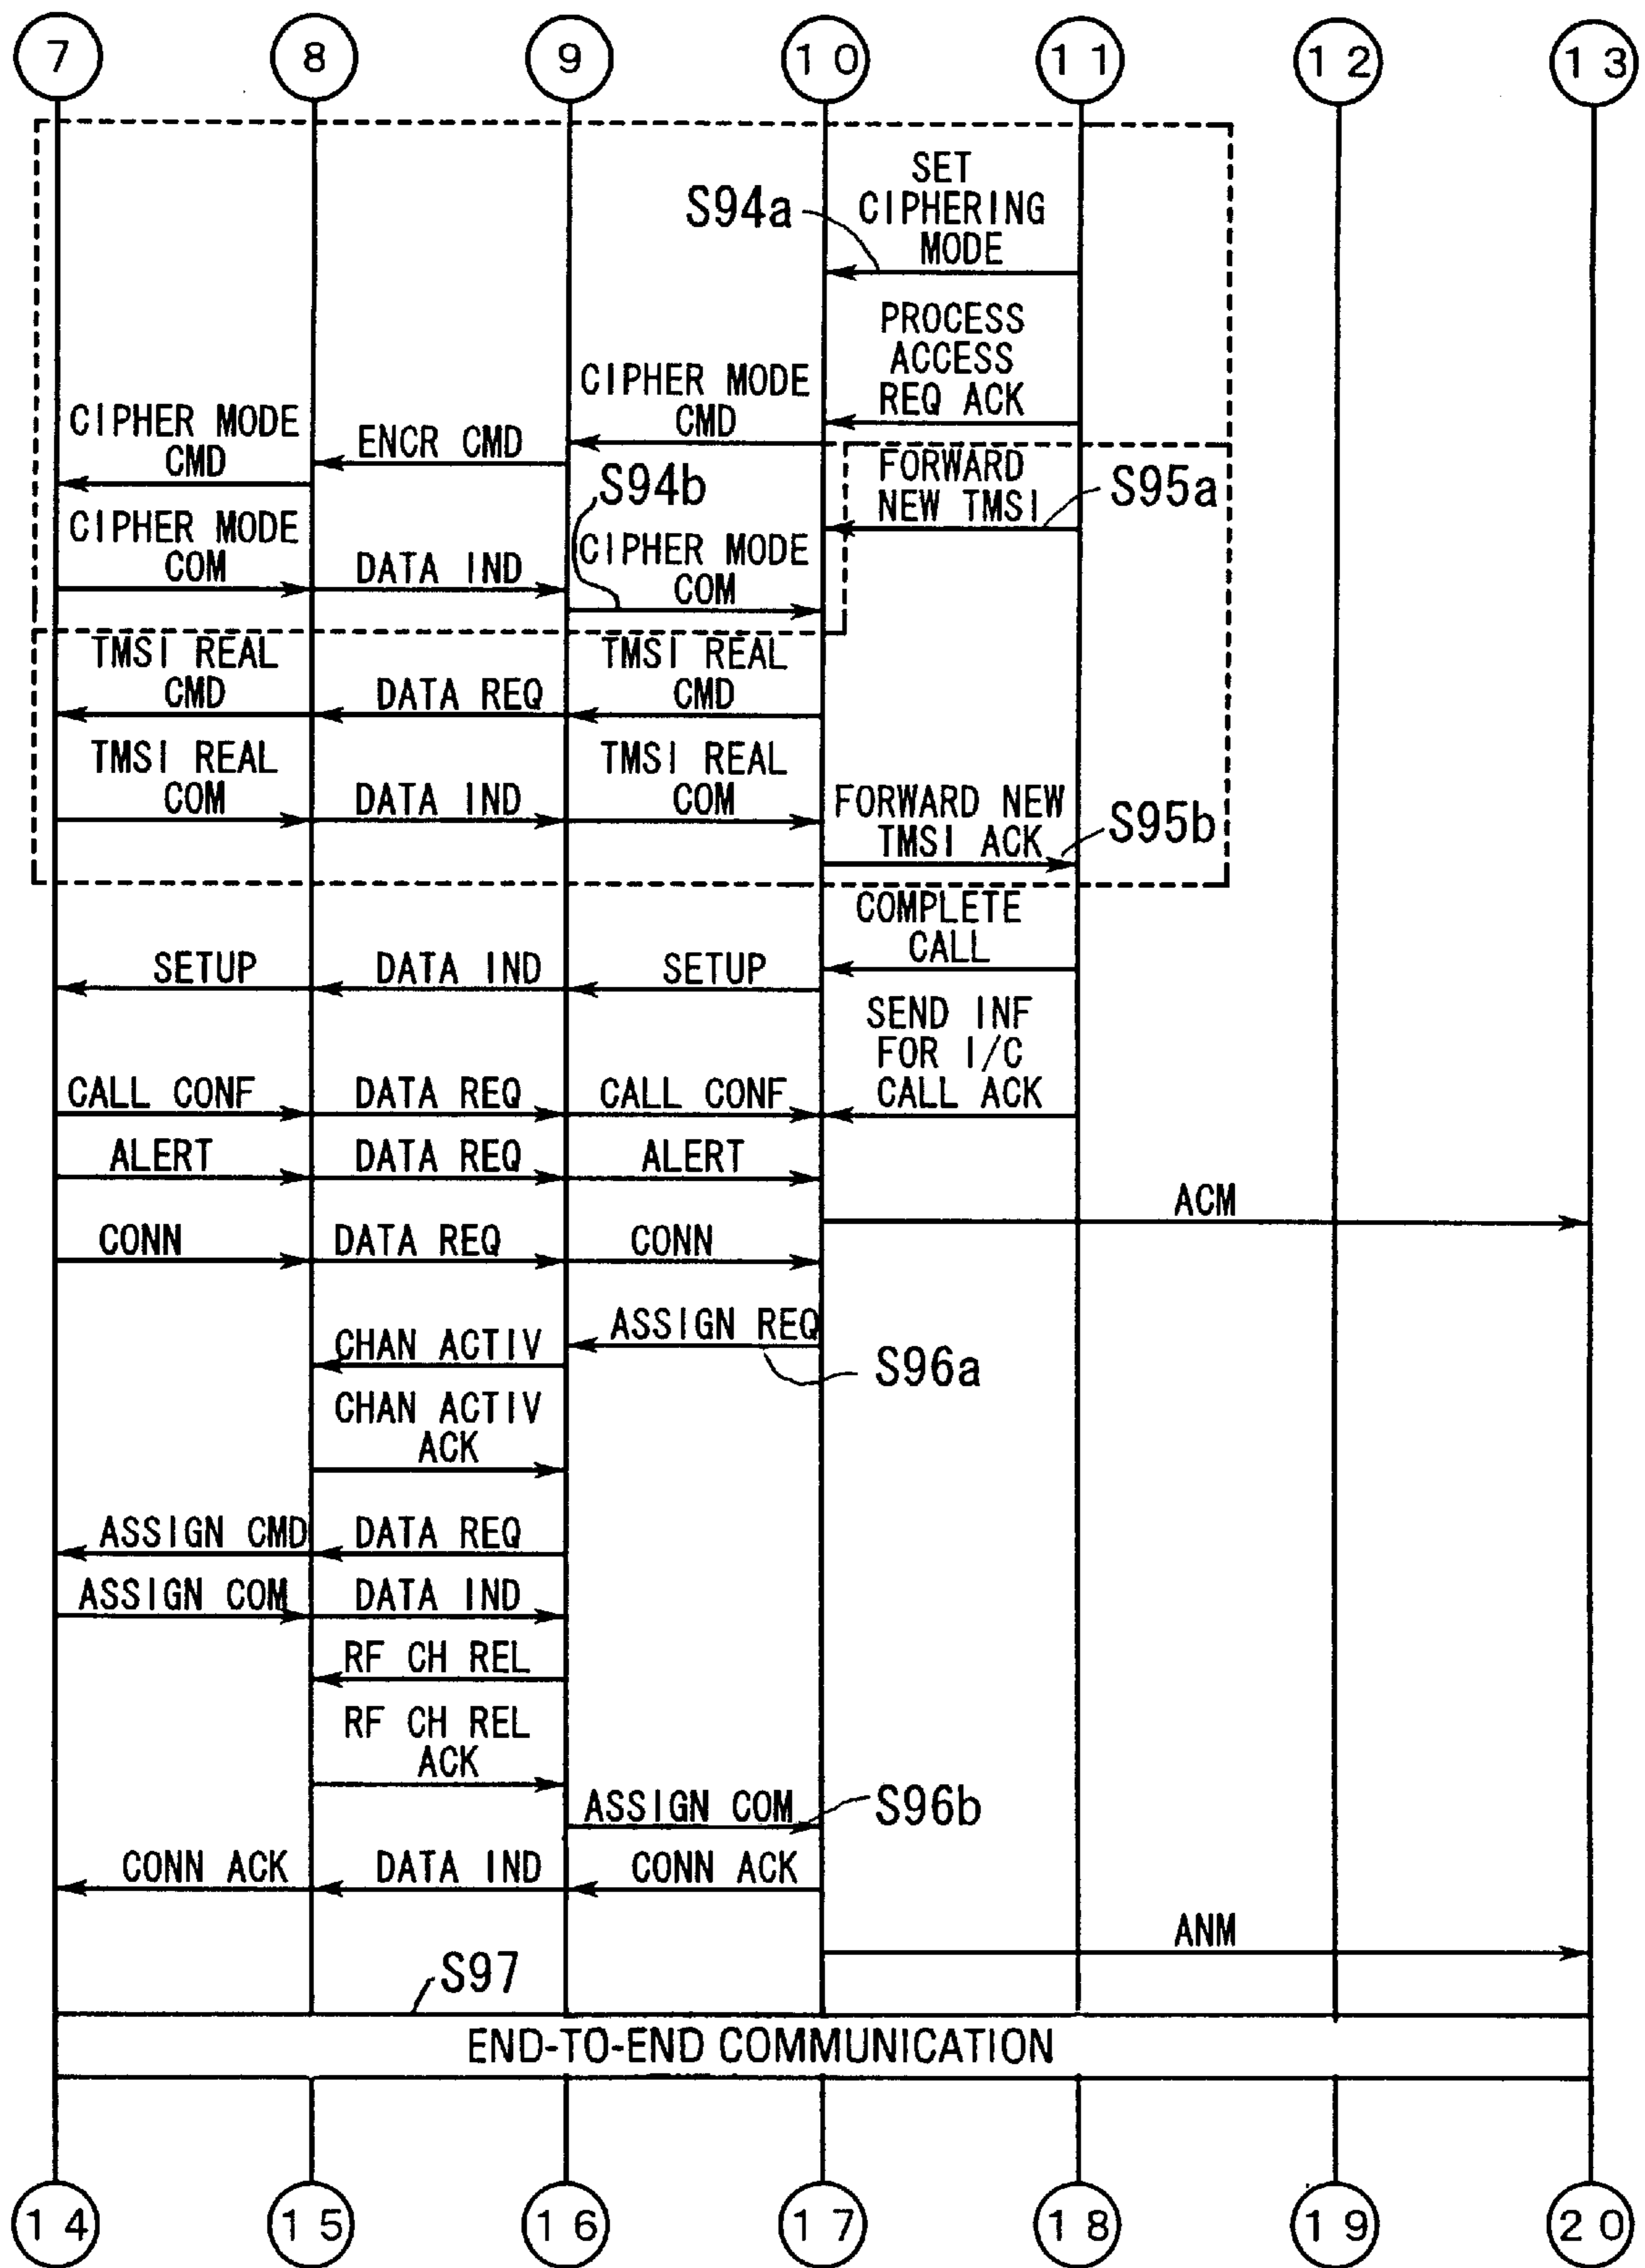 7 8 9 10 11 12 13
SET
CIPHERING
MODE
S94a
PROCESS
ACCESS
REQ ACK
CIPHER MODE
CMD
ENCR CMD
CIPHER MODE
CMD
FORWARD
NEW TMSI
S95a
S94b
CIPHER MODE
COM
DATA IND
CIPHER MODE
COM
TMSI REAL
CMD
DATA REQ
TMSI REAL
CMD
TMSI REAL
COM
DATA IND
TMSI REAL
COM
FORWARD NEW
TMSI ACK
S95b
COMPLETE
CALL
SETUP
DATA IND
SETUP
SEND INF
FOR I/C
CALL ACK
CALL CONF
DATA REQ
CALL CONF
ALERT
DATA REQ
ALERT
ACM
CONN
DATA REQ
CONN
ASSIGN REQ
S96a
CHAN ACTIV
CHAN ACTIV
ACK
ASSIGN CMD
DATA REQ
ASSIGN COM
DATA IND
RF CH REL
RF CH REL
ACK
ASSIGN COM
S96b
CONN ACK
DATA IND
CONN ACK
ANM
S97
END-TO-END COMMUNICATION
14 15 16 17 18 19 20